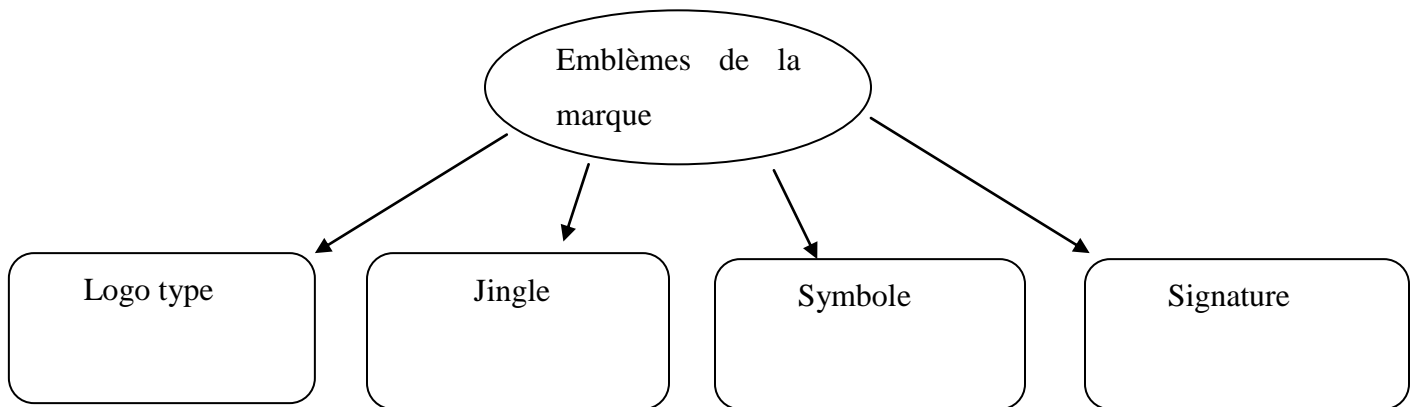 Emblèmes de la
marque
Logo type
Jingle
Symbole
Signature